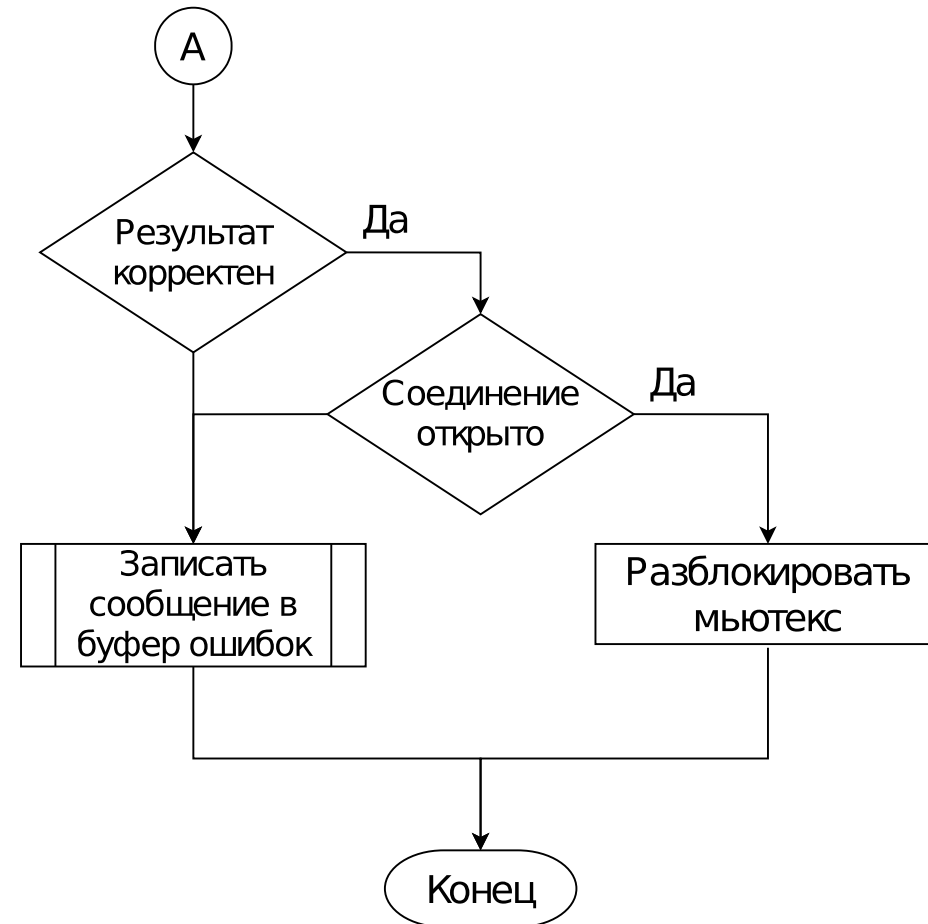 А
Результат
корректен
Да
Соединение
открыто
Да
Записать
сообщение в
буфер ошибок
Разблокировать
мьютекс
Конец